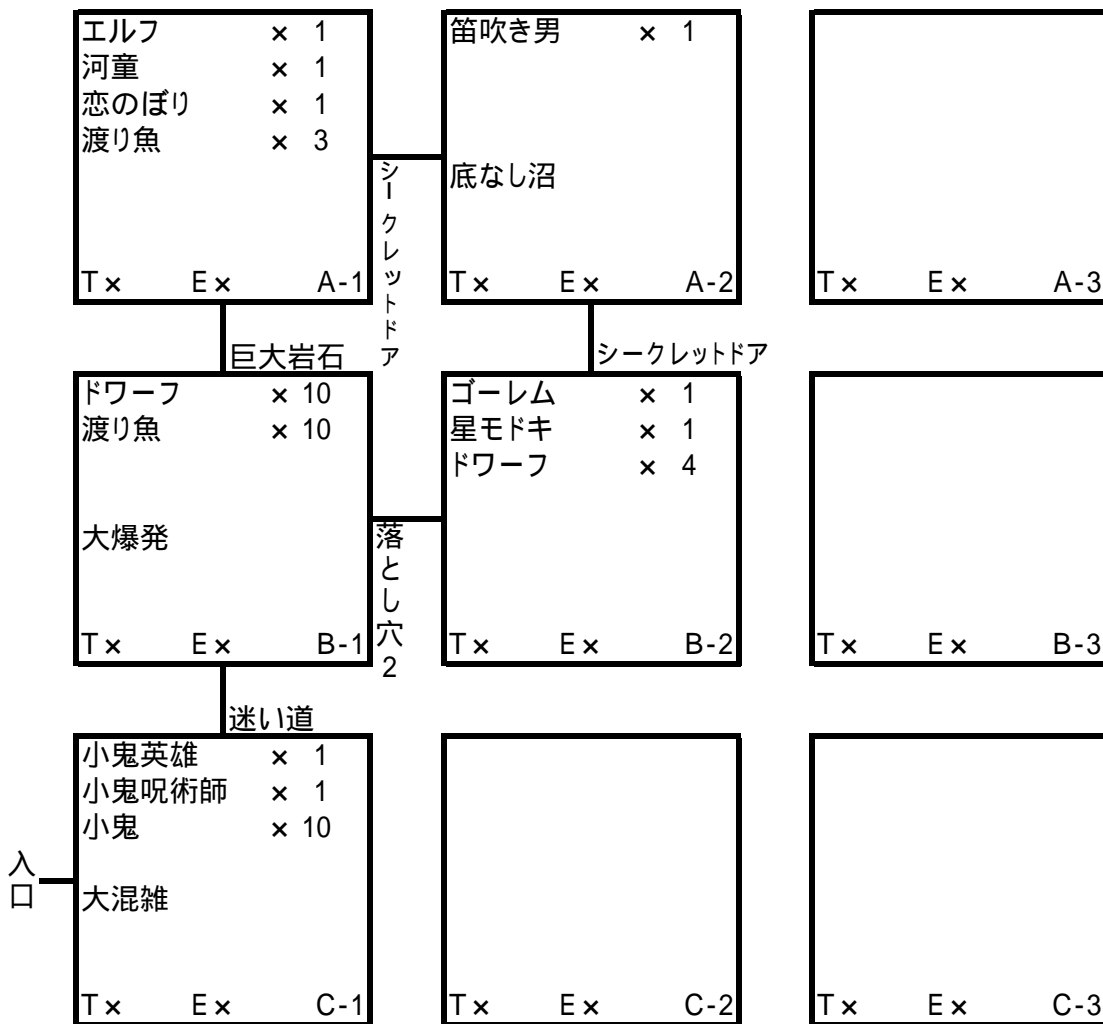 エルフ × 1
河童 × 1
恋のぼり × 1
渡り魚 × 3
T× E× A-1
シークレットドア
笛吹き男 × 1
底なし沼
T× E× A-2
T× E× A-3
巨大岩石
シークレットドア
ドワーフ × 10
渡り魚 × 10
大爆発
T× E× B-1
落とし穴2
ゴーレム × 1
星モドキ × 1
ドワーフ × 4
T× E× B-2
T× E× B-3
迷い道
入口
小鬼英雄 × 1
小鬼呪術師 × 1
小鬼 × 10
大混雑
T× E× C-1
T× E× C-2
T× E× C-3